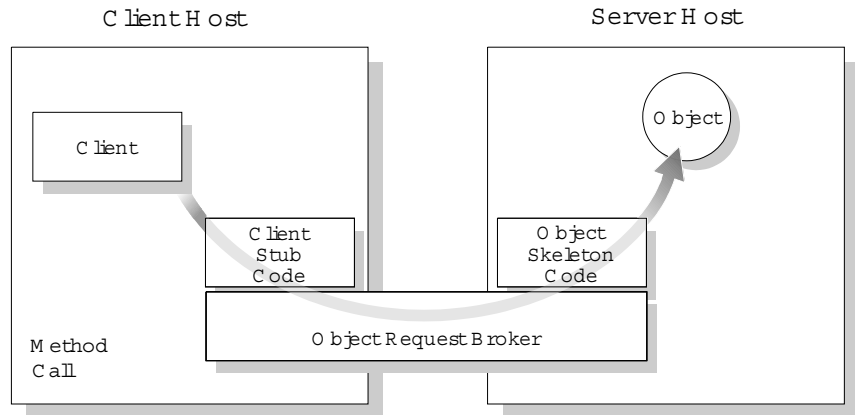 Client Host
Server Host
Client
Object
Client
Stub
Code
Object
Skeleton
Code
Object Request Broker
Method
Call